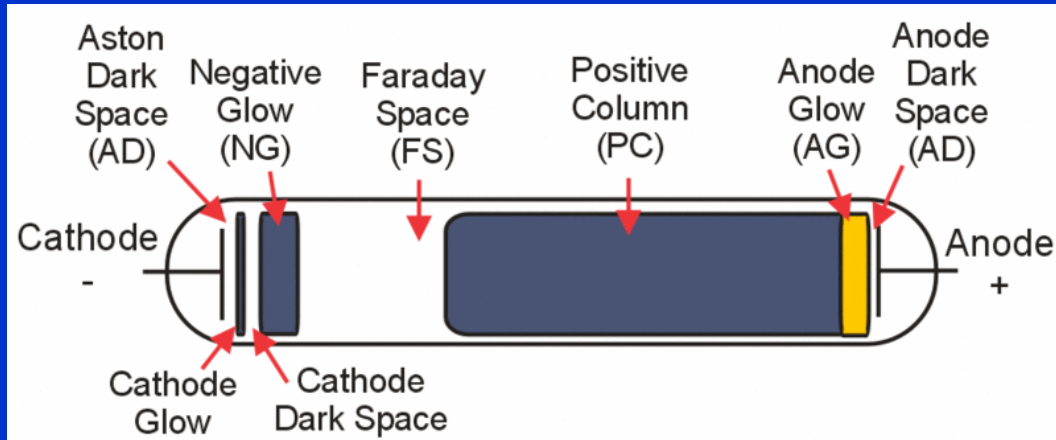 Aston
Dark
Space
(AD)
Negative
Glow
(NG)
Faraday
Space
(FS)
Positive
Column
(PC)
Anode
Glow
(AG)
Anode
Dark
Space
(AD)
Cathode
-
Anode
+
Cathode
Glow
Cathode
Dark Space